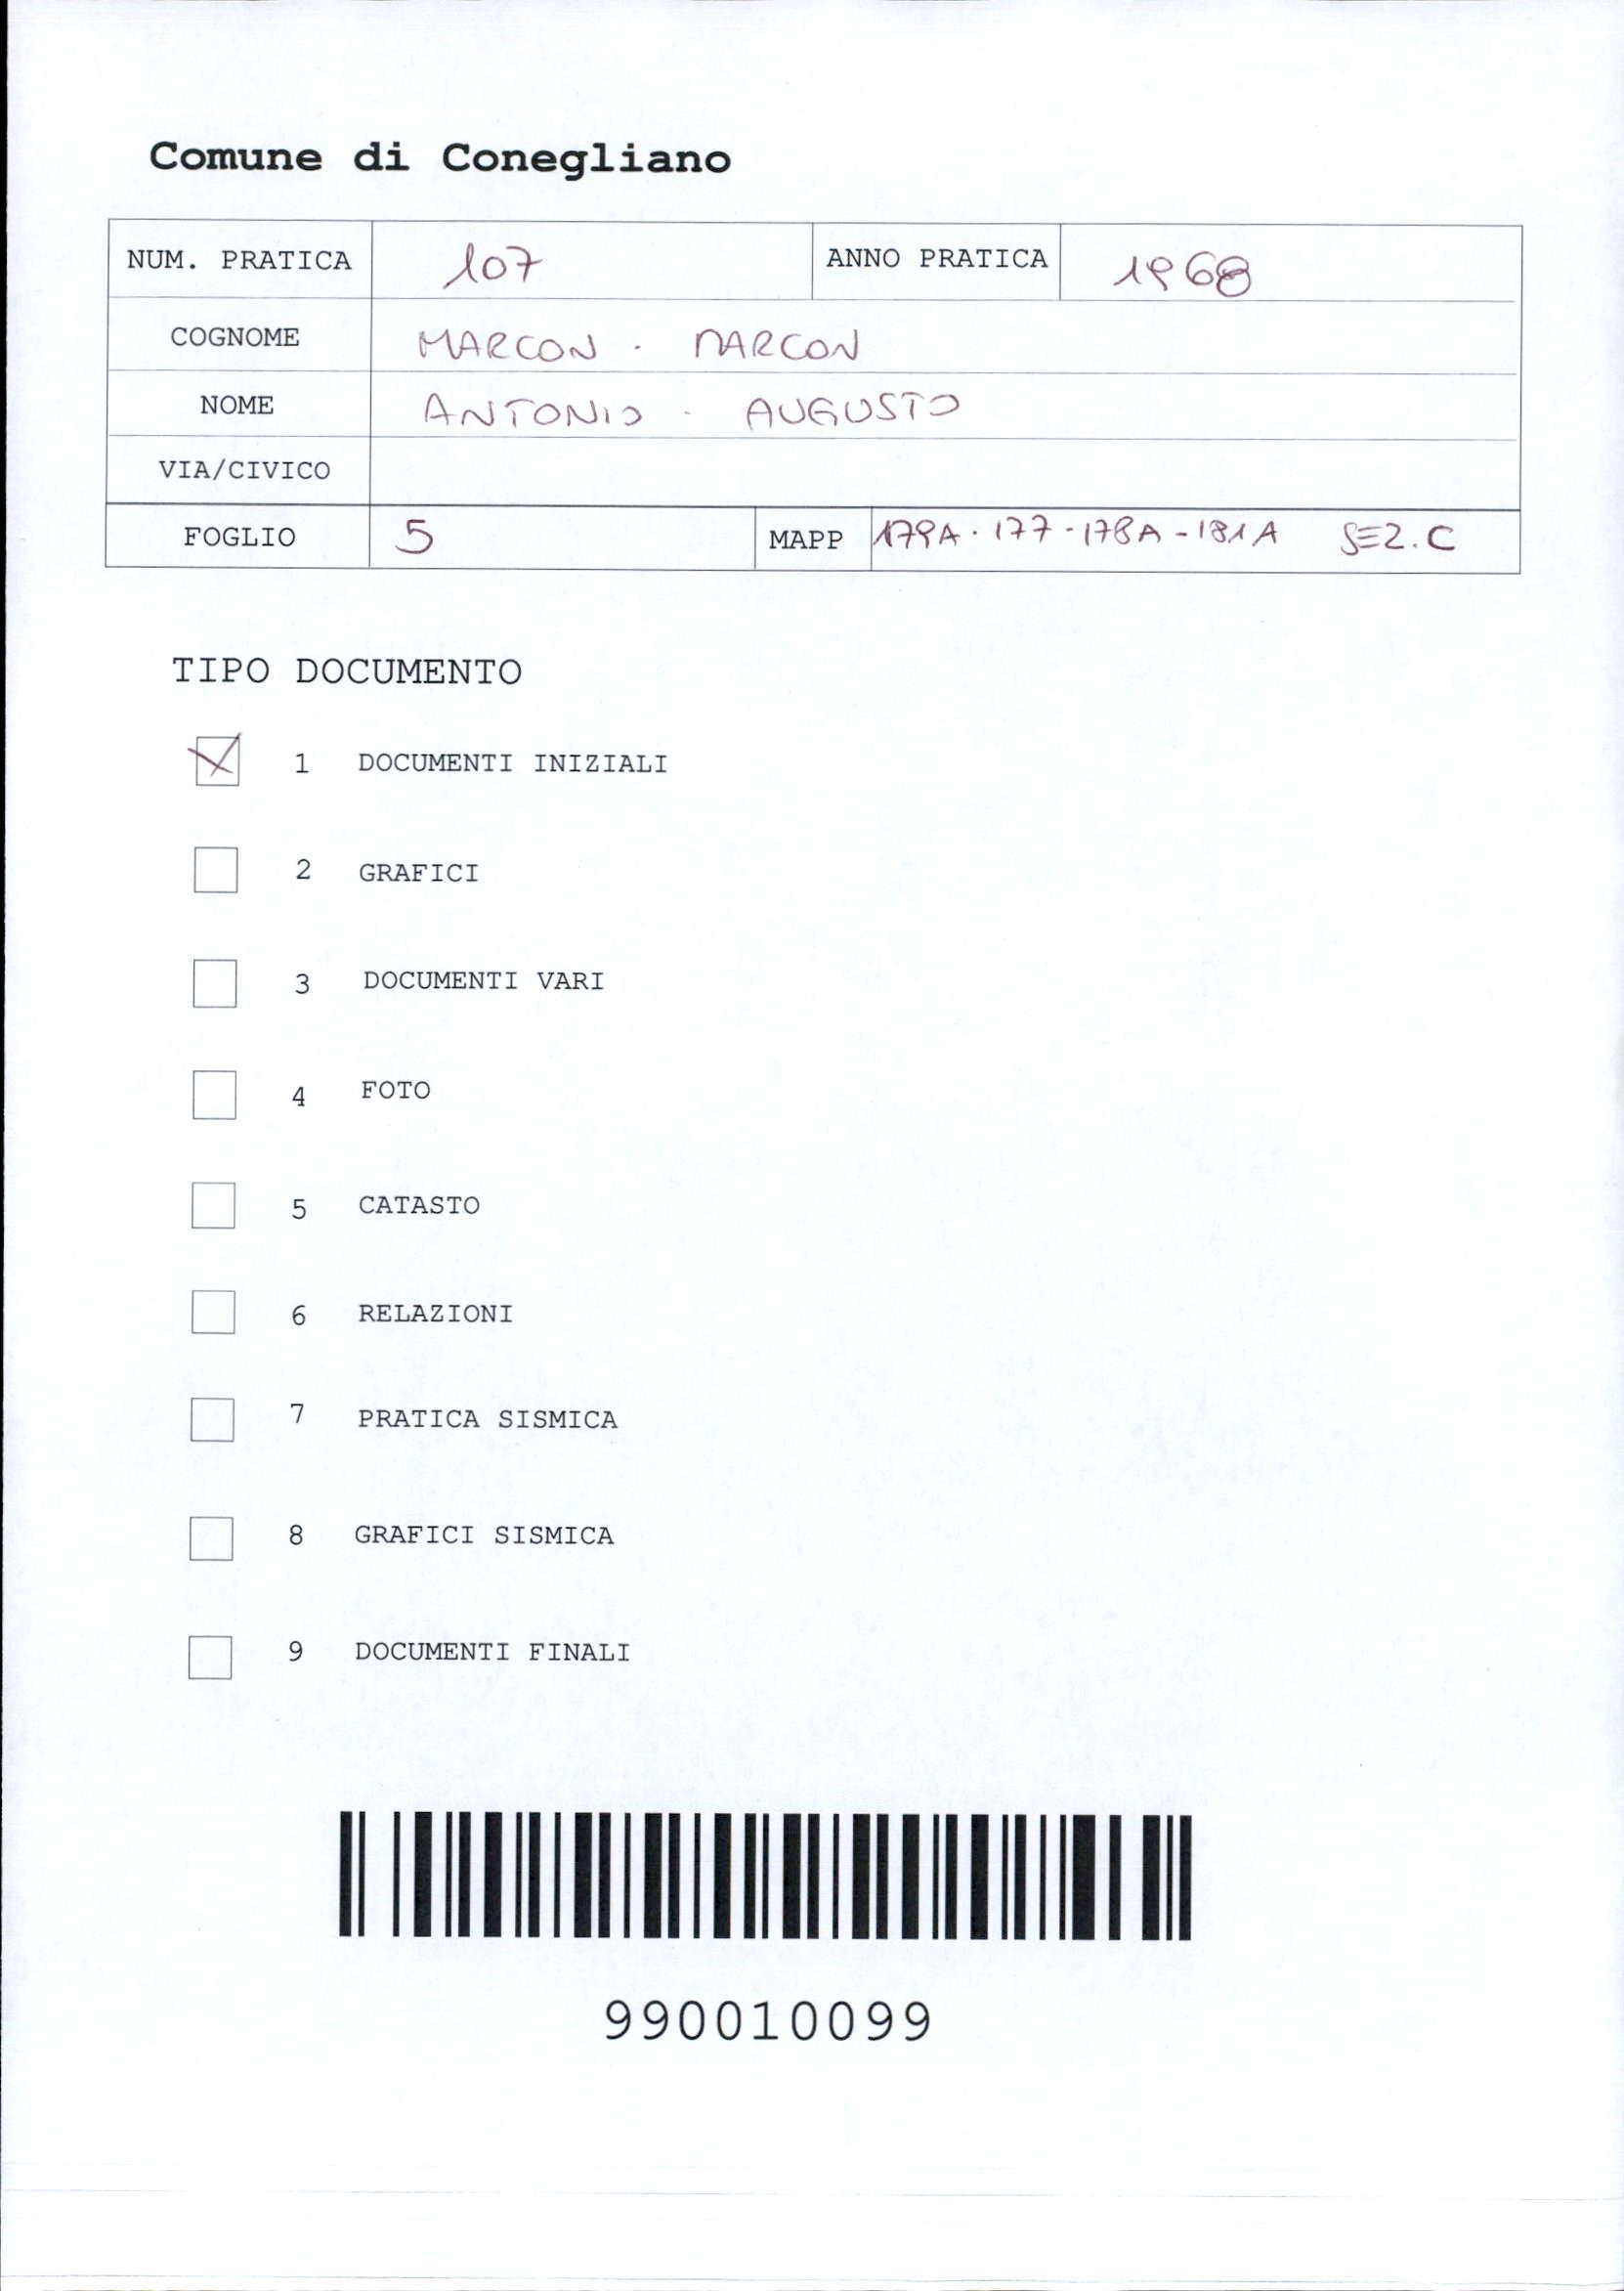 Comune di Conegliano
NUM. PRATICA 107 ANNO PRATICA 1968
COGNOME MARCON - MARCON
NOME ANTONIO - AUGUSTO
VIA/CIVICO
FOGLIO 5 MAPP 179A - 177 - 178A - 181A SEZ. C
TIPO DOCUMENTO
1 DOCUMENTI INIZIALI
2 GRAFICI
3 DOCUMENTI VARI
4 FOTO
5 CATASTO
6 RELAZIONI
7 PRATICA SISMICA
8 GRAFICI SISMICA
9 DOCUMENTI FINALI
990010099